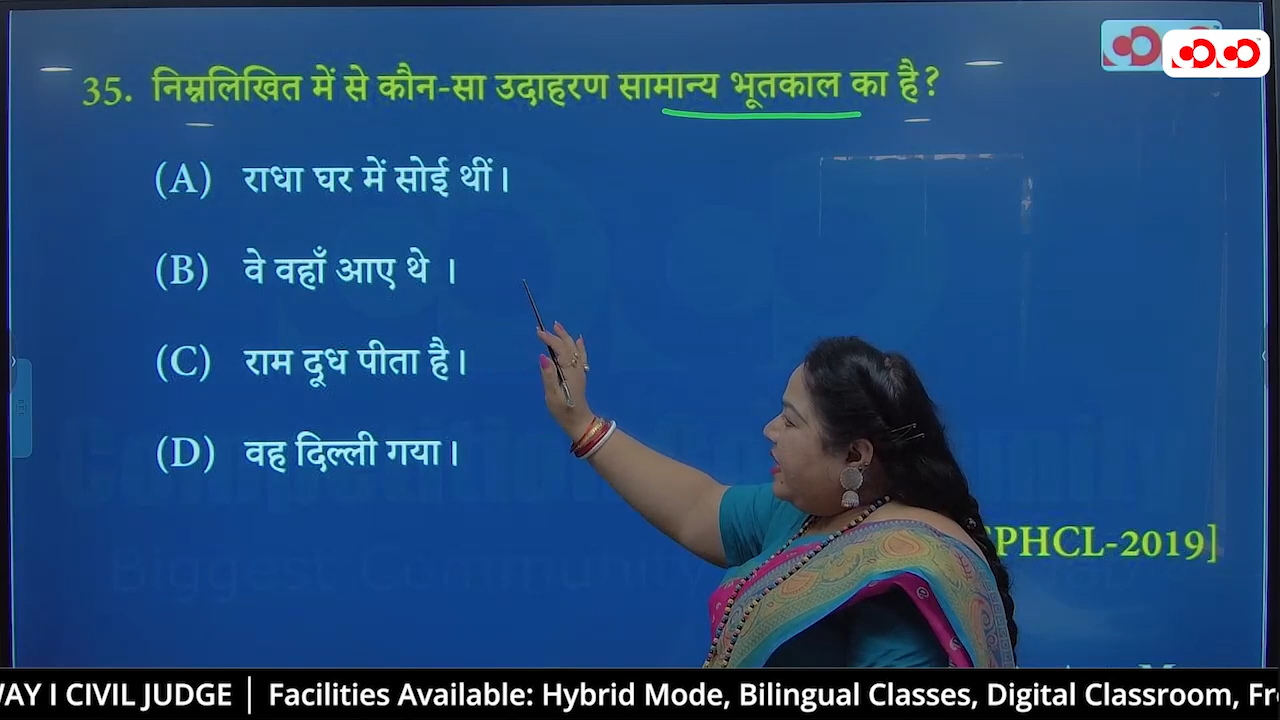 35. निम्नलिखित में से कौन-सा उदाहरण सामान्य भूतकाल का है?
(A) राधा घर में सोई थीं।
(B) वे वहाँ आए थे ।
(C) राम दूध पीता है।
(D) वह दिल्ली गया।
PHCL-2019]
WAY I CIVIL JUDGE | Facilities Available: Hybrid Mode, Bilingual Classes, Digital Classroom, Fr